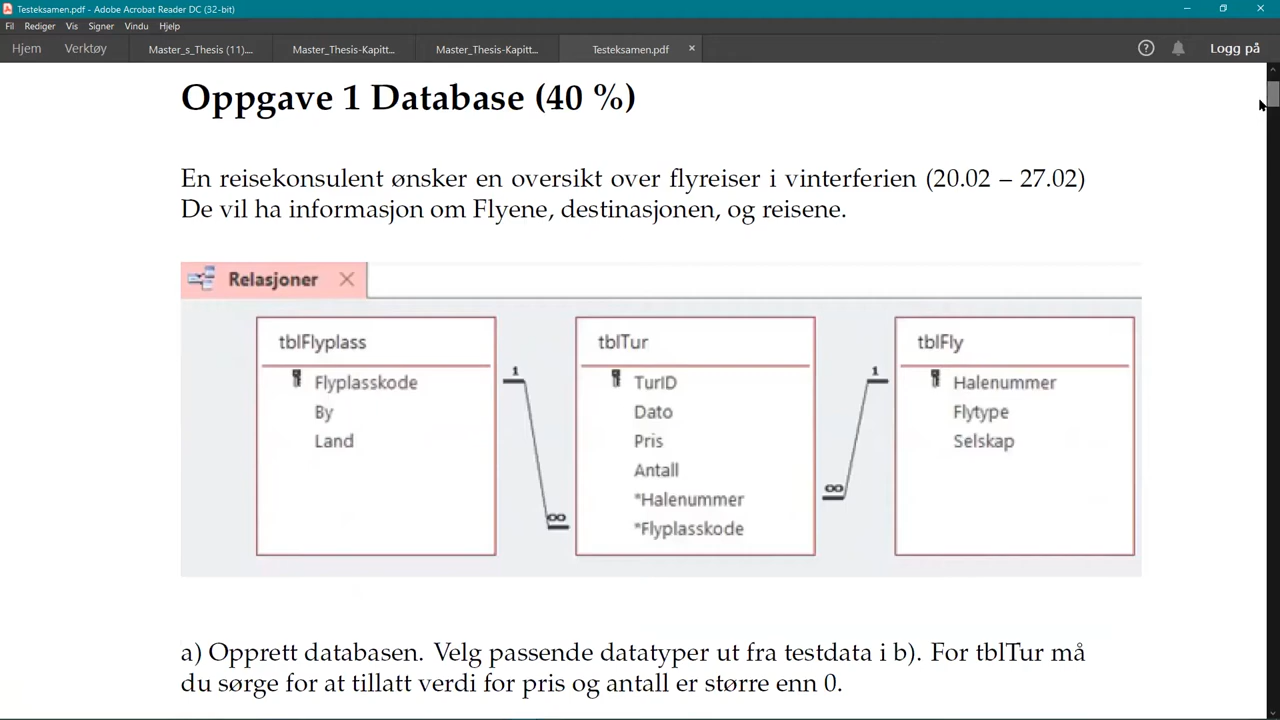 Testeksamen.pdf - Adobe Acrobat Reader DC (32-bit)
Fil Rediger Vis Signer Vindu Hjelp
Hjem Verktøy Master_s_Thesis (11).... Master_Thesis-Kapitt... Master_Thesis-Kapitt... Testeksamen.pdf × ? Logg på
Oppgave 1 Database (40 %)
En reisekonsulent ønsker en oversikt over flyreiser i vinterferien (20.02 – 27.02)
De vil ha informasjon om Flyene, destinasjonen, og reisene.
Relasjoner
tblFlyplass
Flyplasskode
By
Land
1
∞
tblTur
TurID
Dato
Pris
Antall
*Halenummer
*Flyplasskode
1
∞
tblFly
Halenummer
Flytype
Selskap
a) Opprett databasen. Velg passende datatyper ut fra testdata i b). For tblTur må
du sørge for at tillatt verdi for pris og antall er større enn 0.